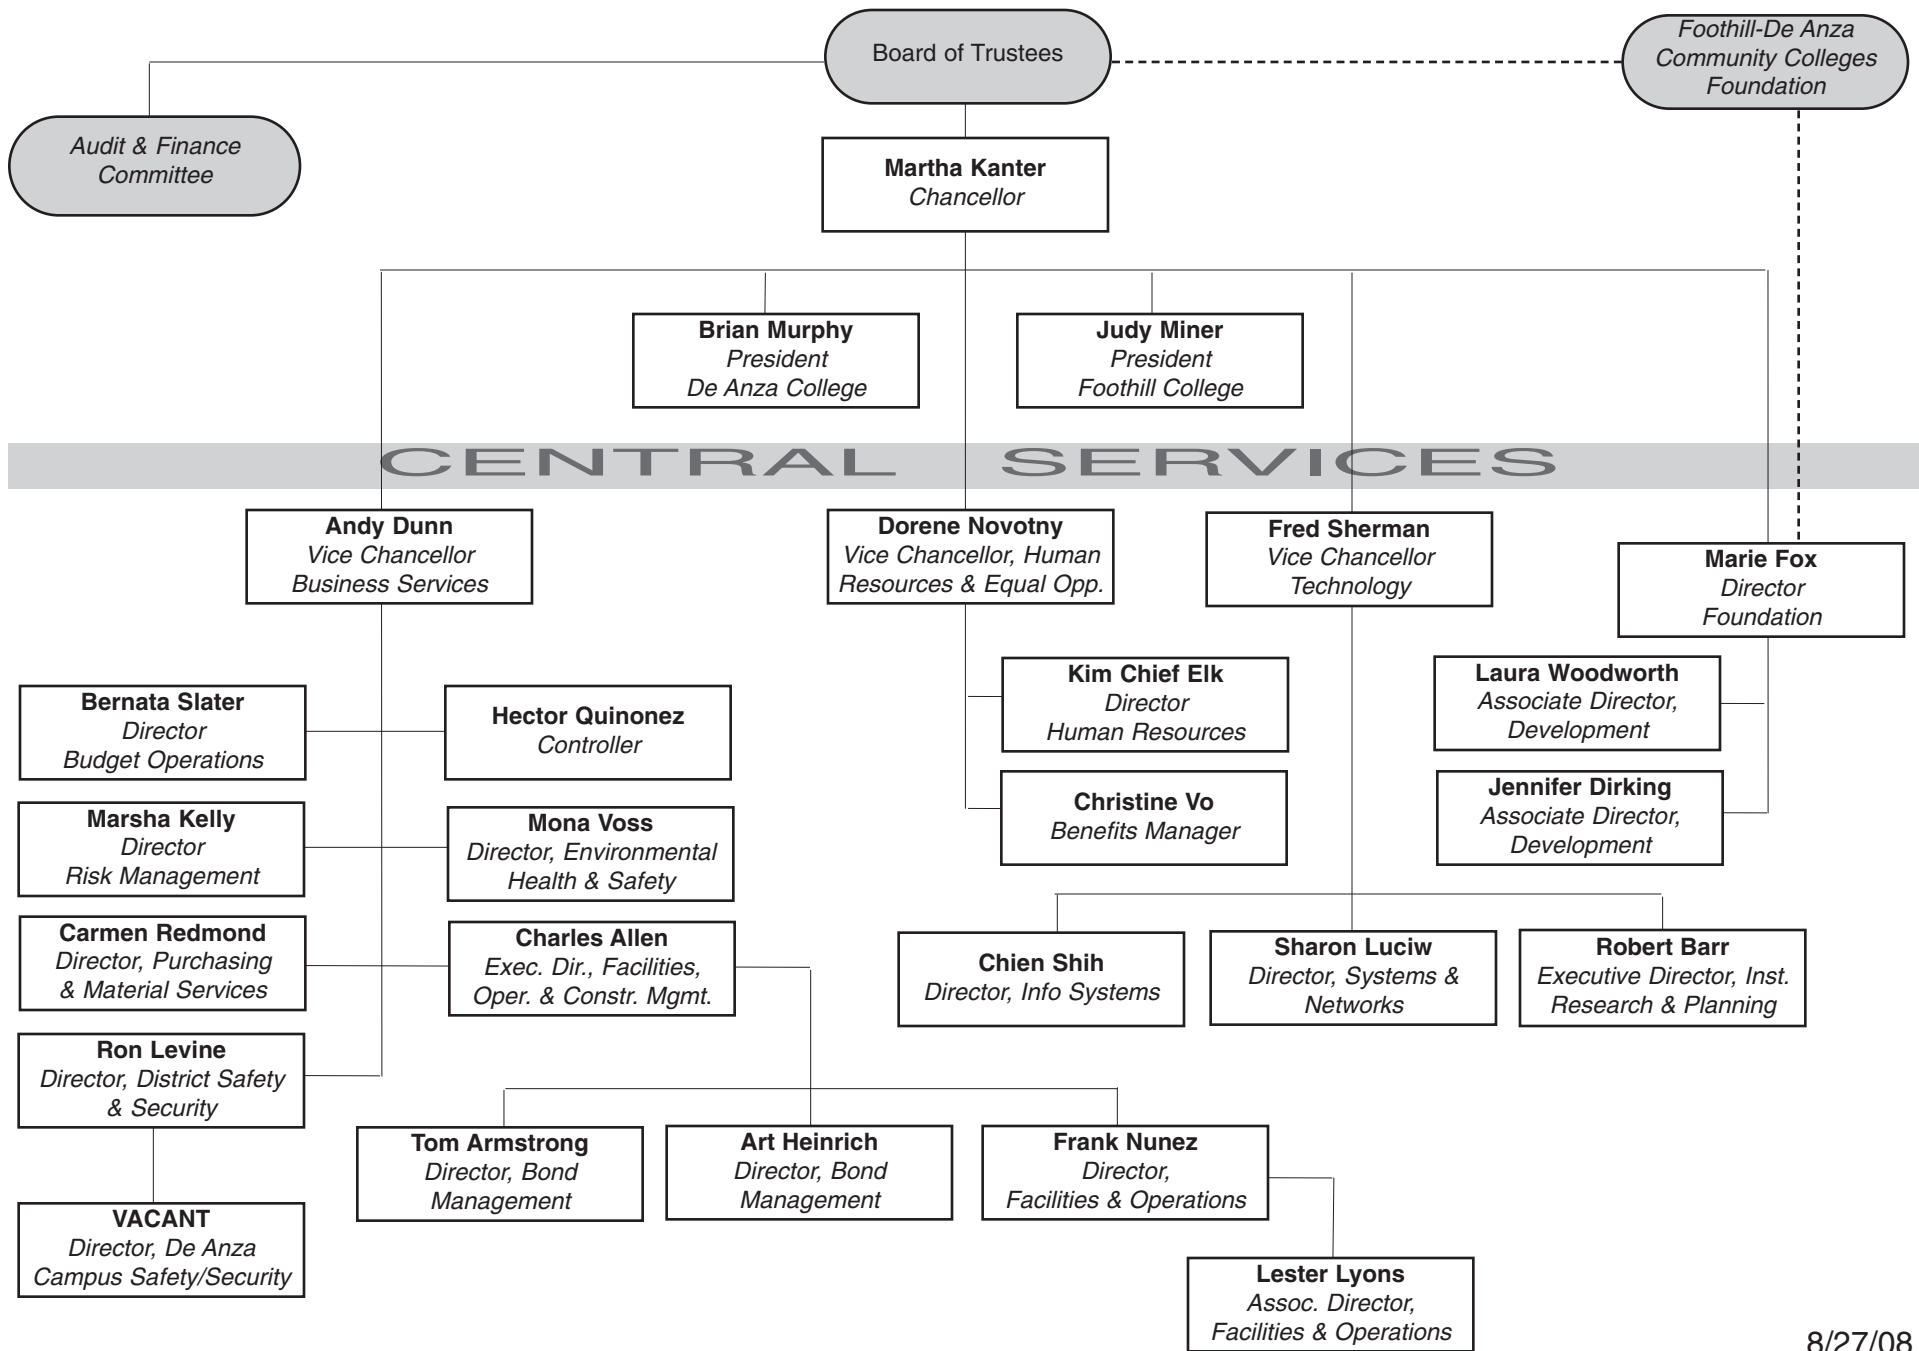 Board of Trustees
Foothill-De Anza
Community Colleges
Foundation
Audit & Finance
Committee
Martha Kanter
Chancellor
Brian Murphy
President
De Anza College
Judy Miner
President
Foothill College
CENTRAL SERVICES
Andy Dunn
Vice Chancellor
Business Services
Dorene Novotny
Vice Chancellor, Human
Resources & Equal Opp.
Fred Sherman
Vice Chancellor
Technology
Marie Fox
Director
Foundation
Bernata Slater
Director
Budget Operations
Hector Quinonez
Controller
Kim Chief Elk
Director
Human Resources
Laura Woodworth
Associate Director,
Development
Marsha Kelly
Director
Risk Management
Mona Voss
Director, Environmental
Health & Safety
Christine Vo
Benefits Manager
Jennifer Dirking
Associate Director,
Development
Carmen Redmond
Director, Purchasing
& Material Services
Charles Allen
Exec. Dir., Facilities,
Oper. & Constr. Mgmt.
Chien Shih
Director, Info Systems
Sharon Luciw
Director, Systems &
Networks
Robert Barr
Executive Director, Inst.
Research & Planning
Ron Levine
Director, District Safety
& Security
Tom Armstrong
Director, Bond
Management
Art Heinrich
Director, Bond
Management
Frank Nunez
Director,
Facilities & Operations
VACANT
Director, De Anza
Campus Safety/Security
Lester Lyons
Assoc. Director,
Facilities & Operations
8/27/08